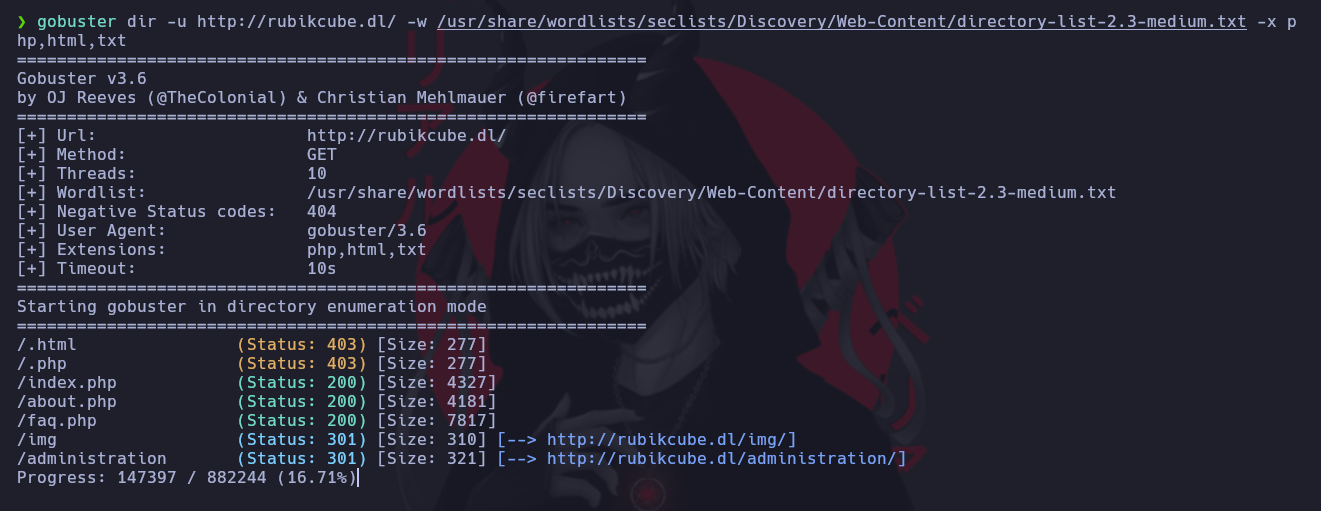 ❯ gobuster dir -u http://rubikcube.dl/ -w /usr/share/wordlists/seclists/Discovery/Web-Content/directory-list-2.3-medium.txt -x p
hp,html,txt
===============================================================
Gobuster v3.6
by OJ Reeves (@TheColonial) & Christian Mehlmauer (@firefart)
===============================================================
[+] Url:                     http://rubikcube.dl/
[+] Method:                  GET
[+] Threads:                 10
[+] Wordlist:                /usr/share/wordlists/seclists/Discovery/Web-Content/directory-list-2.3-medium.txt
[+] Negative Status codes:   404
[+] User Agent:              gobuster/3.6
[+] Extensions:              php,html,txt
[+] Timeout:                 10s
===============================================================
Starting gobuster in directory enumeration mode
===============================================================
/.html                (Status: 403) [Size: 277]
/.php                 (Status: 403) [Size: 277]
/index.php            (Status: 200) [Size: 4327]
/about.php            (Status: 200) [Size: 4181]
/faq.php              (Status: 200) [Size: 7817]
/img                  (Status: 301) [Size: 310] [--> http://rubikcube.dl/img/]
/administration       (Status: 301) [Size: 321] [--> http://rubikcube.dl/administration/]
Progress: 147397 / 882244 (16.71%)